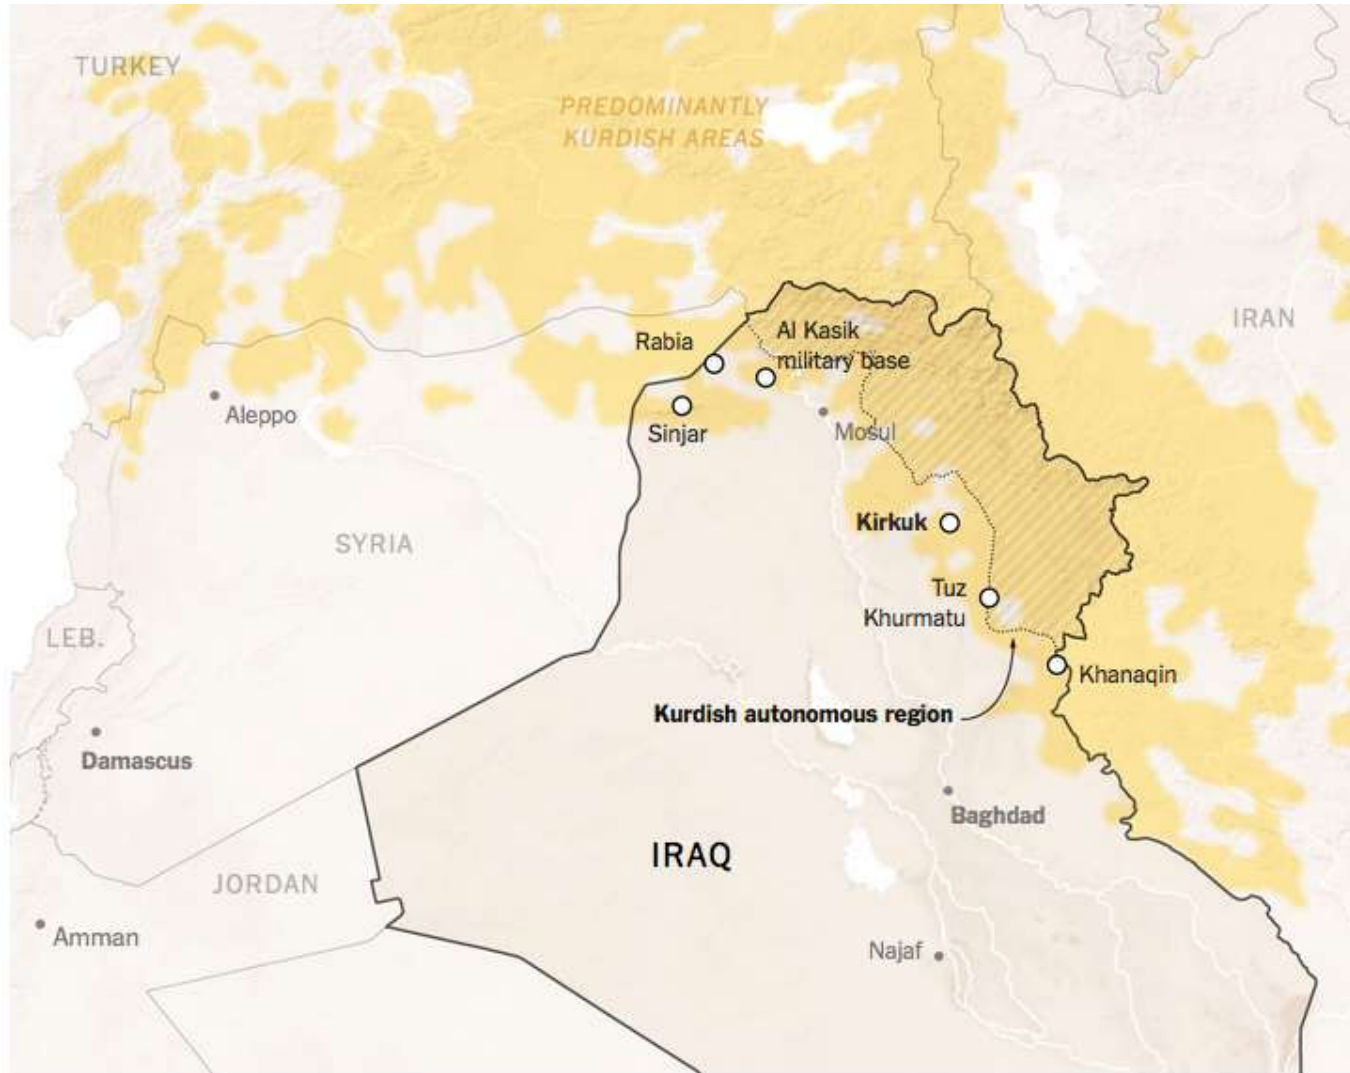 TURKEY
PREDOMINANTLY
KURDISH AREAS
IRAN
Rabia
Al Kasik
military base
Aleppo
Sinjar
Mosul
Kirkuk
SYRIA
Tuz
Khurmatu
LEB.
Khanaqin
Kurdish autonomous region
Damascus
Baghdad
IRAQ
JORDAN
Amman
Najaf